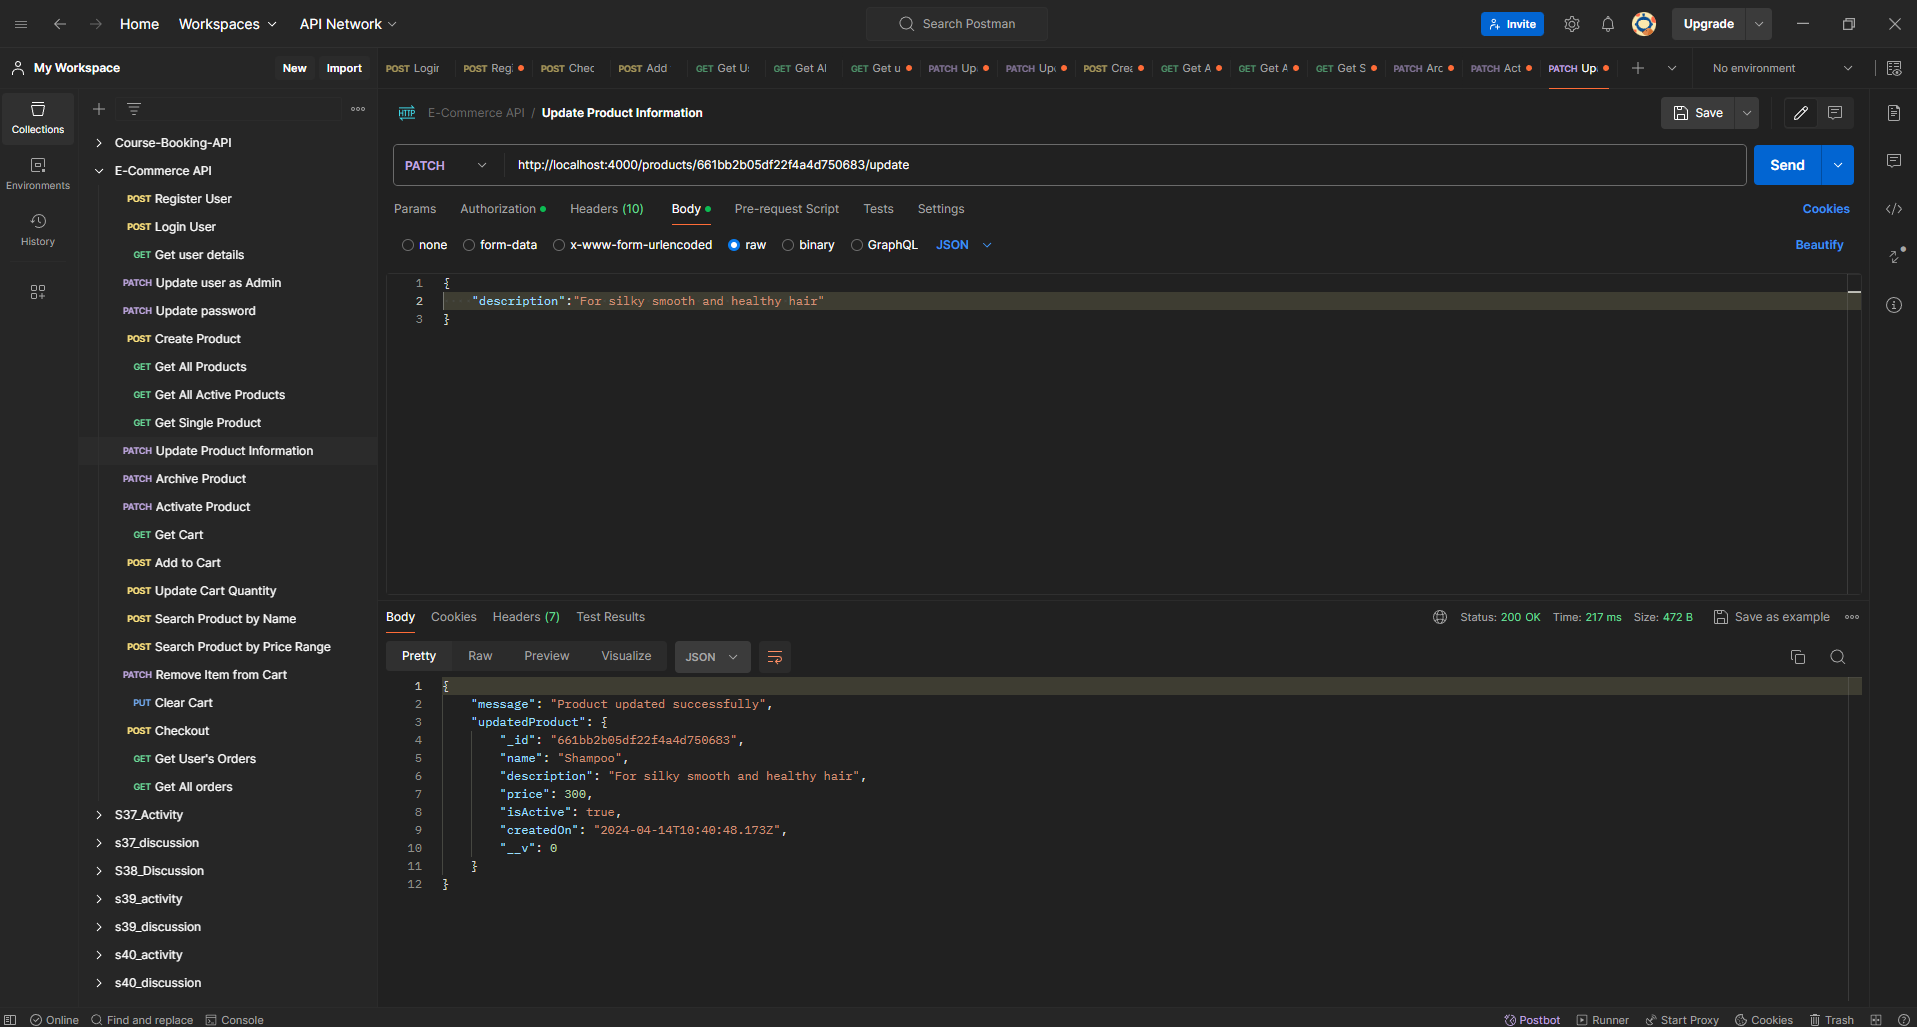 Home Workspaces API Network Search Postman Invite Upgrade
My Workspace New Import POST Login POST Reg POST Chec POST Add GET Get U GET Get Al GET Get u PATCH Up PATCH Up POST Crea GET Get A GET Get A GET Get S PATCH Arc PATCH Act PATCH Up No environment
Collections
Environments
History
Course-Booking-API
E-Commerce API
POST Register User
POST Login User
GET Get user details
PATCH Update user as Admin
PATCH Update password
POST Create Product
GET Get All Products
GET Get All Active Products
GET Get Single Product
PATCH Update Product Information
PATCH Archive Product
PATCH Activate Product
GET Get Cart
POST Add to Cart
POST Update Cart Quantity
POST Search Product by Name
POST Search Product by Price Range
PATCH Remove Item from Cart
PUT Clear Cart
POST Checkout
GET Get User's Orders
GET Get All orders
S37_Activity
s37_discussion
S38_Discussion
s39_activity
s39_discussion
s40_activity
s40_discussion
HTTP E-Commerce API / Update Product Information Save
PATCH http://localhost:4000/products/661bb2b05df22f4a4d750683/update Send
Params Authorization Headers (10) Body Pre-request Script Tests Settings Cookies
none form-data x-www-form-urlencoded raw binary GraphQL JSON Beautify
1 {
2 "description":"For silky smooth and healthy hair"
3 }
Body Cookies Headers (7) Test Results Status: 200 OK Time: 217 ms Size: 472 B Save as example
Pretty Raw Preview Visualize JSON
1 {
2 "message": "Product updated successfully",
3 "updatedProduct": {
4 "_id": "661bb2b05df22f4a4d750683",
5 "name": "Shampoo",
6 "description": "For silky smooth and healthy hair",
7 "price": 300,
8 "isActive": true,
9 "createdOn": "2024-04-14T10:40:48.173Z",
10 "__v": 0
11 }
12 }
Online Find and replace Console Postbot Runner Start Proxy Cookies Trash